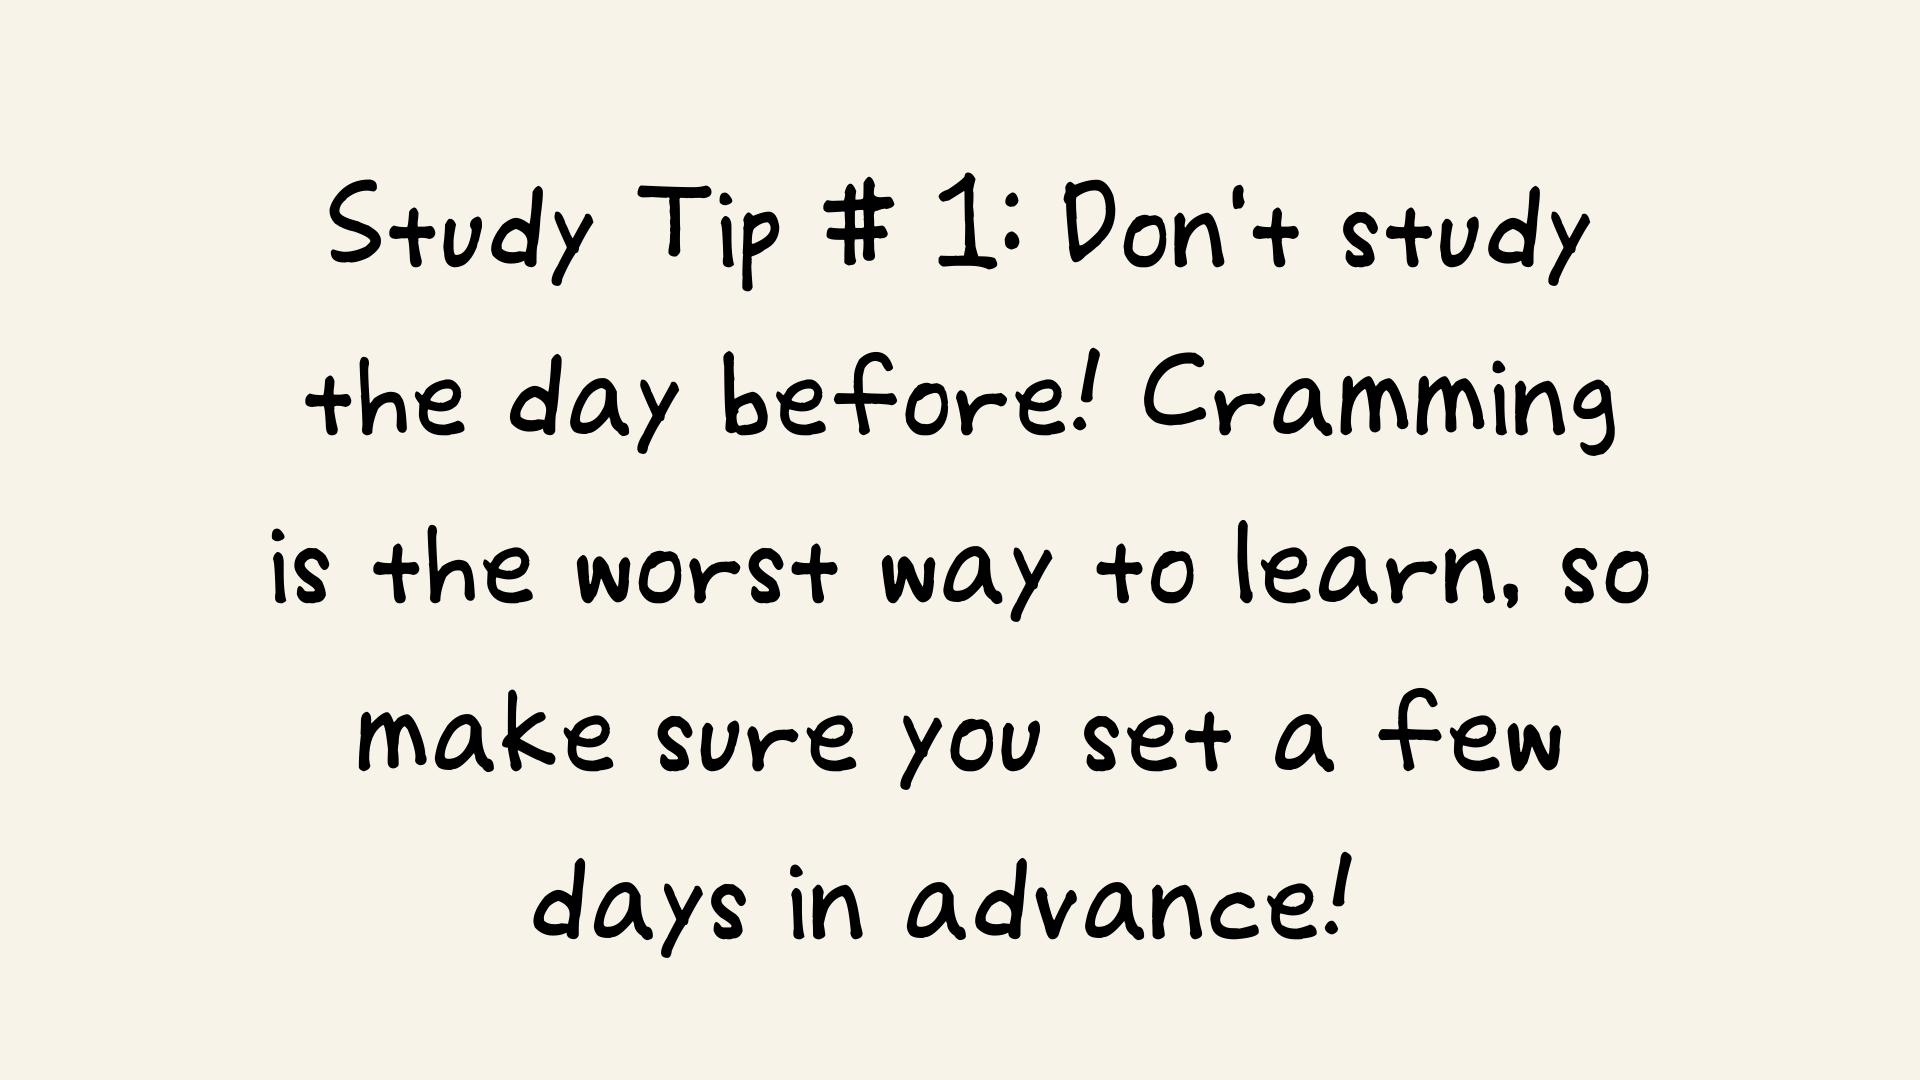 Study Tip # 1: Don't study
the day before! Cramming
is the worst way to learn, so
make sure you set a few
days in advance!